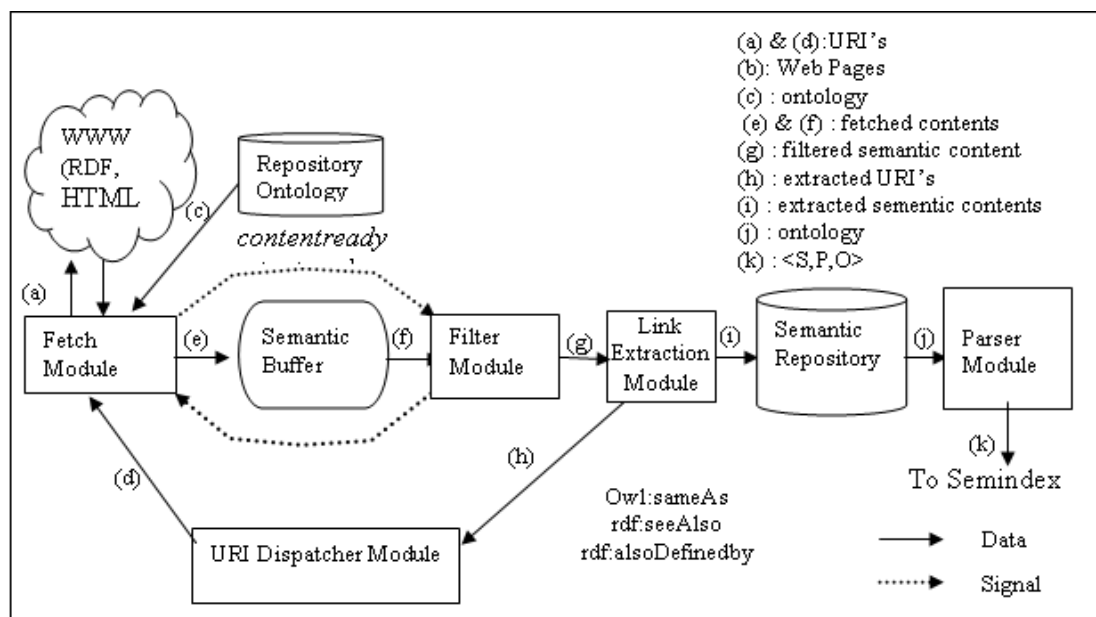 (a) & (d):URI's
(b): Web Pages
(c) : ontology
(e) & (f) : fetched contents
(g) : filtered semantic content
(h) : extracted URI's
(i) : extracted sementic contents
(j) : ontology
(k) : <S,P,O>
WWW
(RDF,
HTML
Repository
Ontology
(c)
contentready
(a)
Fetch
Module
(e)
Semantic
Buffer
(f)
Filter
Module
(g)
Link
Extraction
Module
(i)
Semantic
Repository
(j)
Parser
Module
(k)
To Semindex
(d)
(h)
URI Dispatcher Module
Owl:sameAs
rdf:seeAlso
rdf:alsoDefinedby
Data
Signal